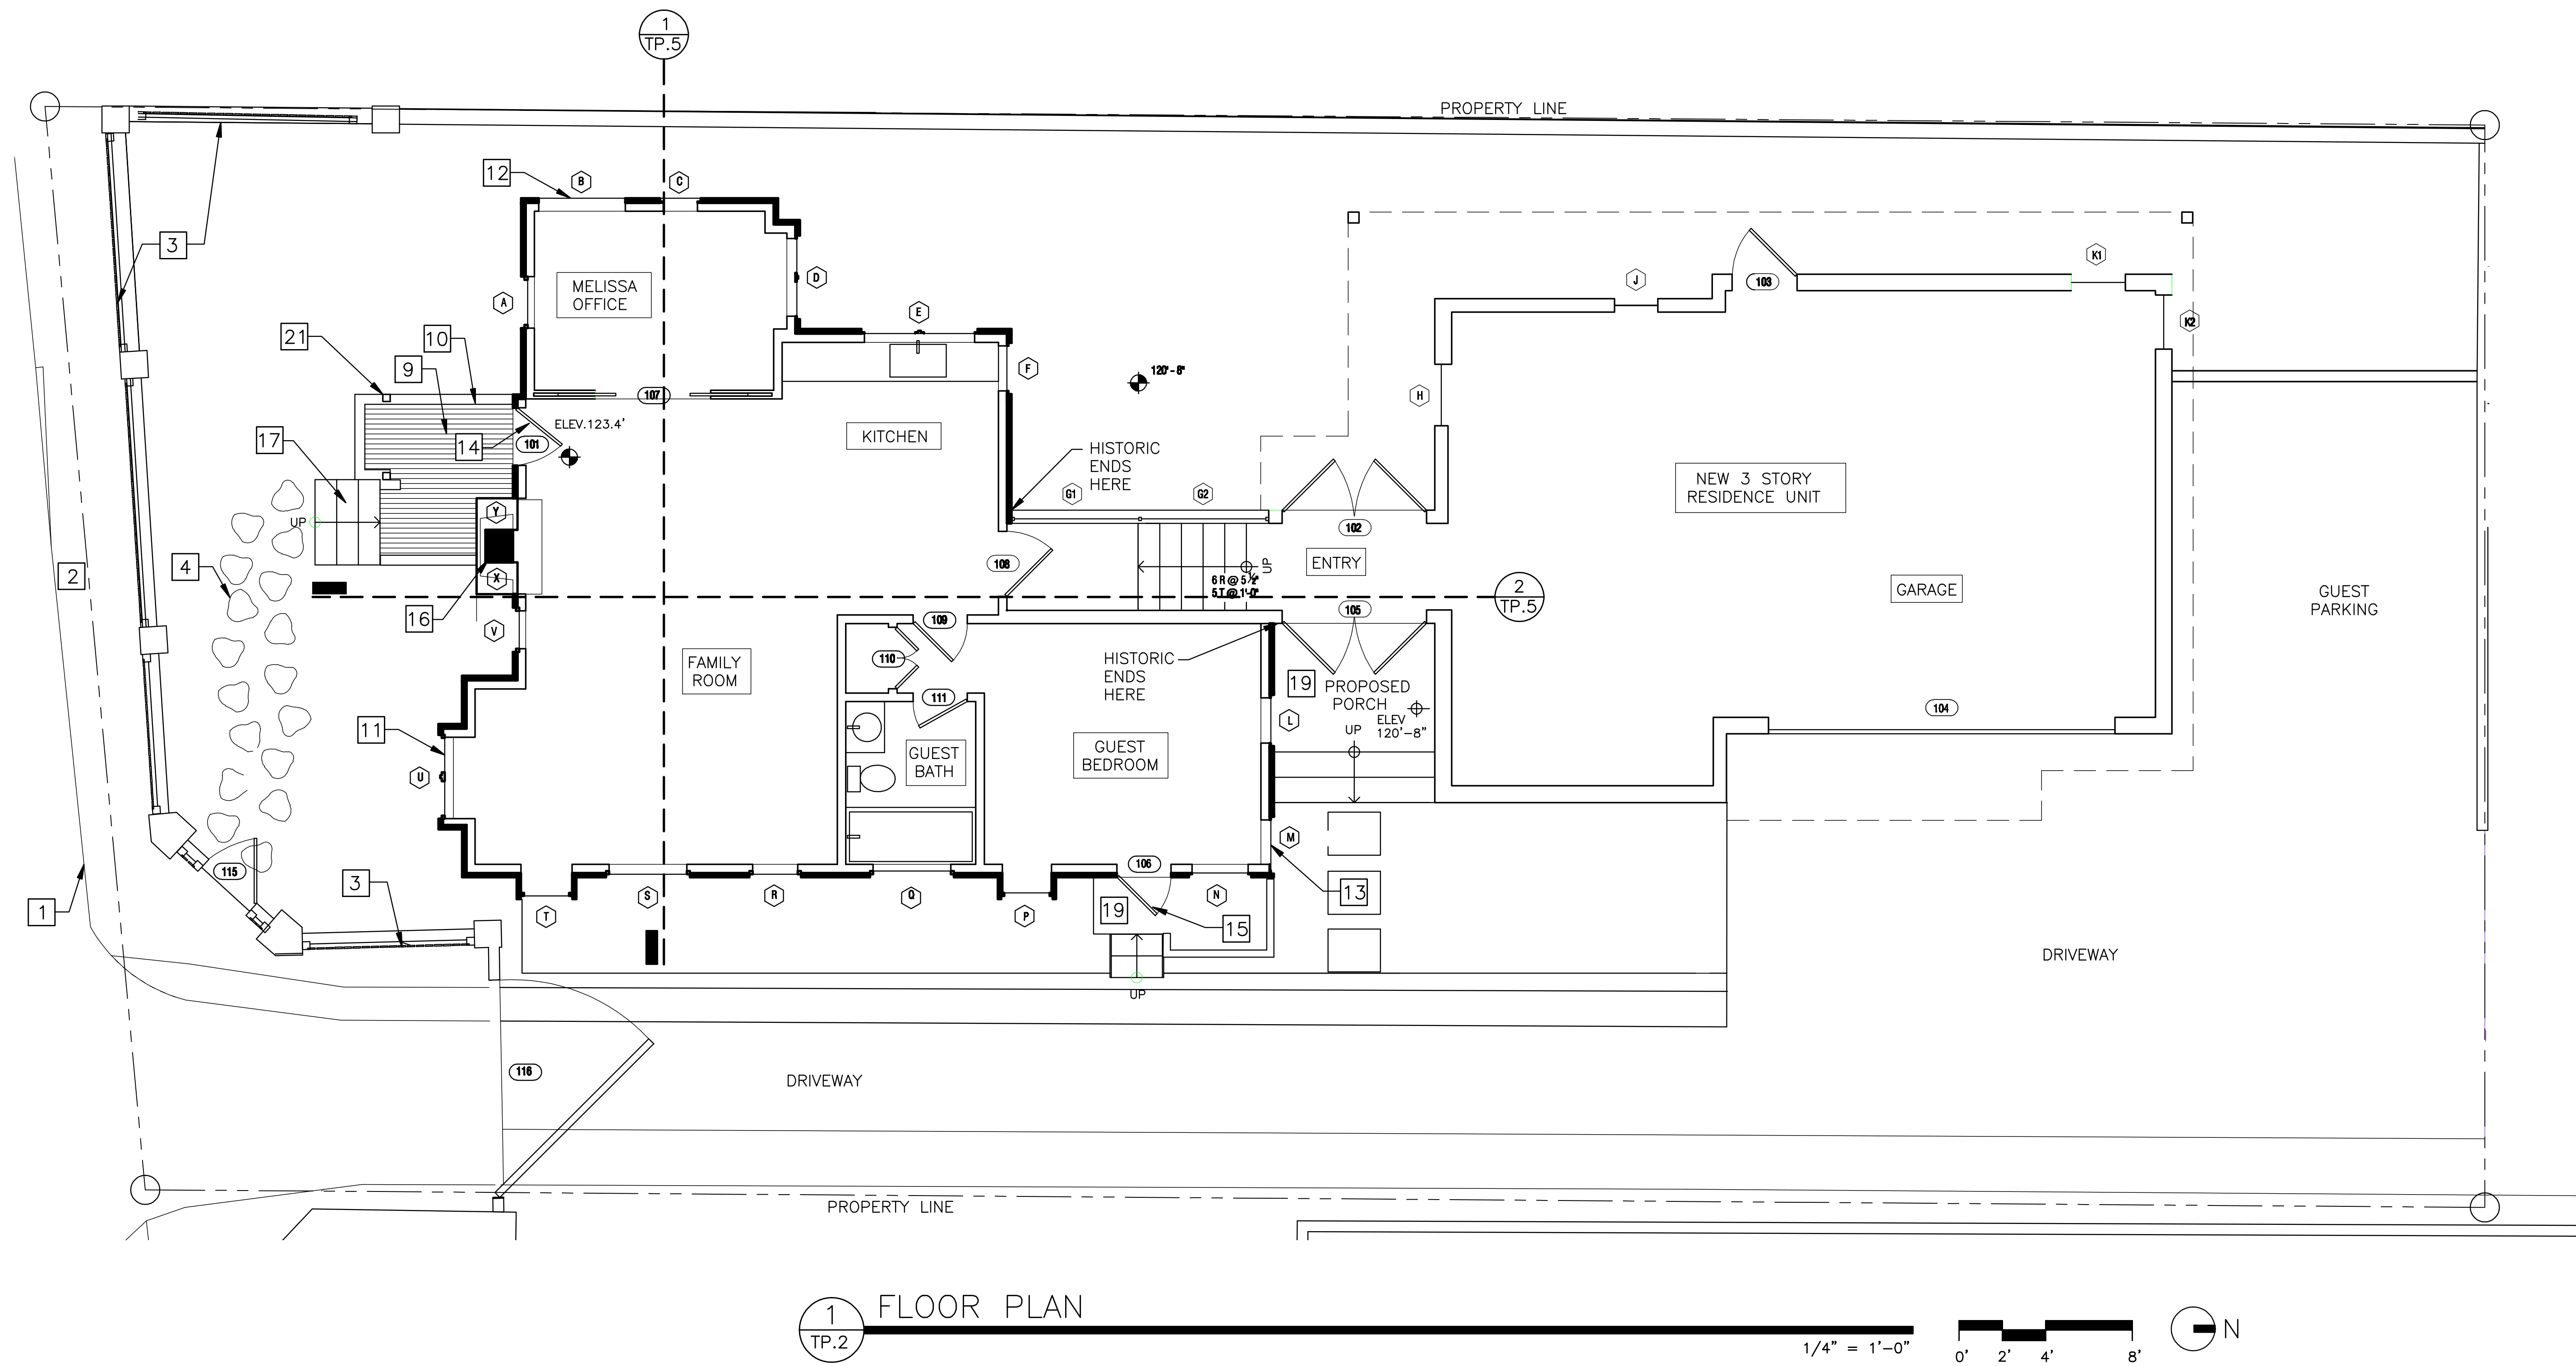 1
TP.5
PROPERTY LINE
12
B
C
3
A
D
MELISSA
OFFICE
J
103
K1
K2
E
21
10
9
F
120'-8"
107
H
17
14
101
ELEV.123.4'
KITCHEN
HISTORIC
ENDS
HERE
G1
G2
NEW 3 STORY
RESIDENCE UNIT
UP
Y
102
2
4
X
108
ENTRY
UP
6 R @ 5 ½"
5 T @ 1'-0"
GARAGE
GUEST
PARKING
16
V
109
105
2
TP.5
110
FAMILY
ROOM
HISTORIC
ENDS
HERE
19
PROPOSED
PORCH
111
11
L
UP
ELEV
120'-8"
104
U
GUEST
BATH
GUEST
BEDROOM
M
115
106
3
13
1
T
S
R
Q
P
19
N
15
DRIVEWAY
UP
116
DRIVEWAY
PROPERTY LINE
1
TP.2
FLOOR PLAN
1/4" = 1'-0"
0'
2'
4'
8'
N